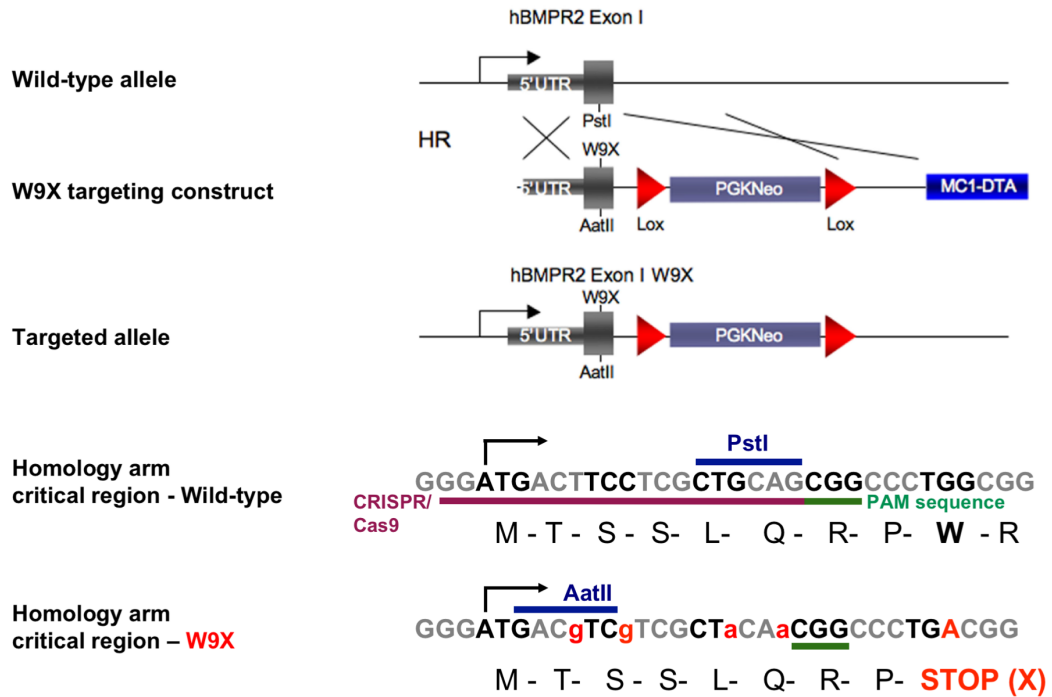 hBMPR2 Exon I
Wild-type allele
5'UTR
PstI
HR
W9X
W9X targeting construct
5'UTR
PGKNeo
MC1-DTA
AatII
Lox
Lox
hBMPR2 Exon I W9X
W9X
Targeted allele
5'UTR
PGKNeo
AatII
PstI
Homology arm
critical region - Wild-type
GGGATGACTTCCTCGCTGCAGCGGCCCTGGCGG
CRISPR/
Cas9
PAM sequence
M - T - S - S- L- Q - R- P- W - R
AatII
Homology arm
critical region – W9X
GGGATGACgTCgTCGCTaCAaCGGCCCTGACGG
M - T - S - S- L- Q- R - P- STOP (X)